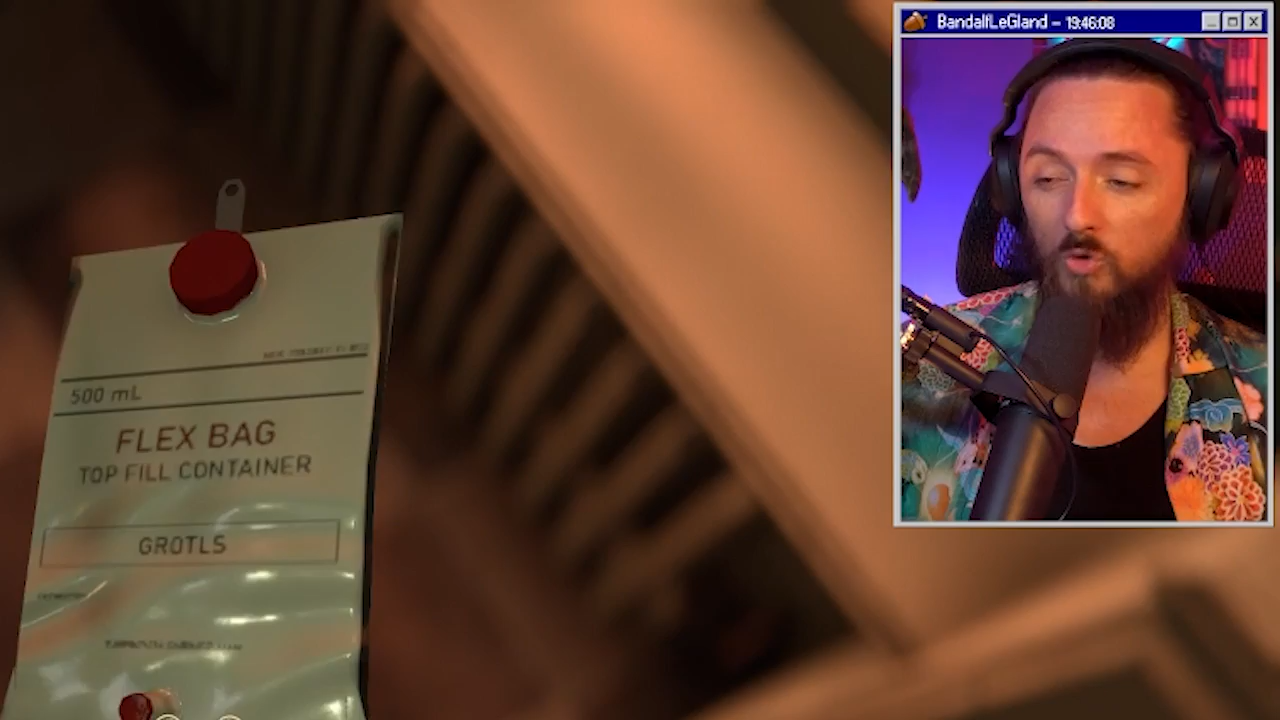 BandalfLeGland – 19:46:08
500 mL
FLEX BAG
TOP FILL CONTAINER
GROTLS